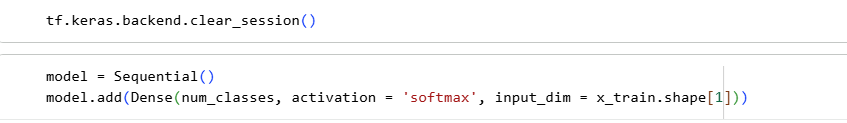 tf.keras.backend.clear_session()
model = Sequential()
model.add(Dense(num_classes, activation = 'softmax', input_dim = x_train.shape[1]))